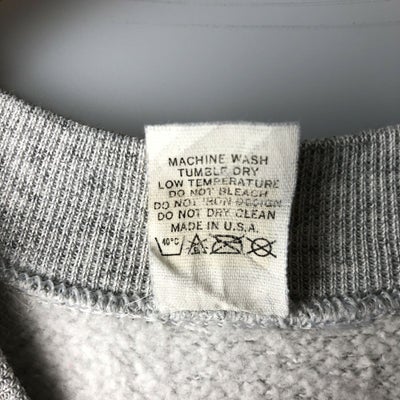 MACHINE WASH
TUMBLE DRY
LOW TEMPERATURE
DO NOT BLEACH
DO NOT IRON DESIGN
DO NOT DRY CLEAN
MADE IN U.S.A.
40°C